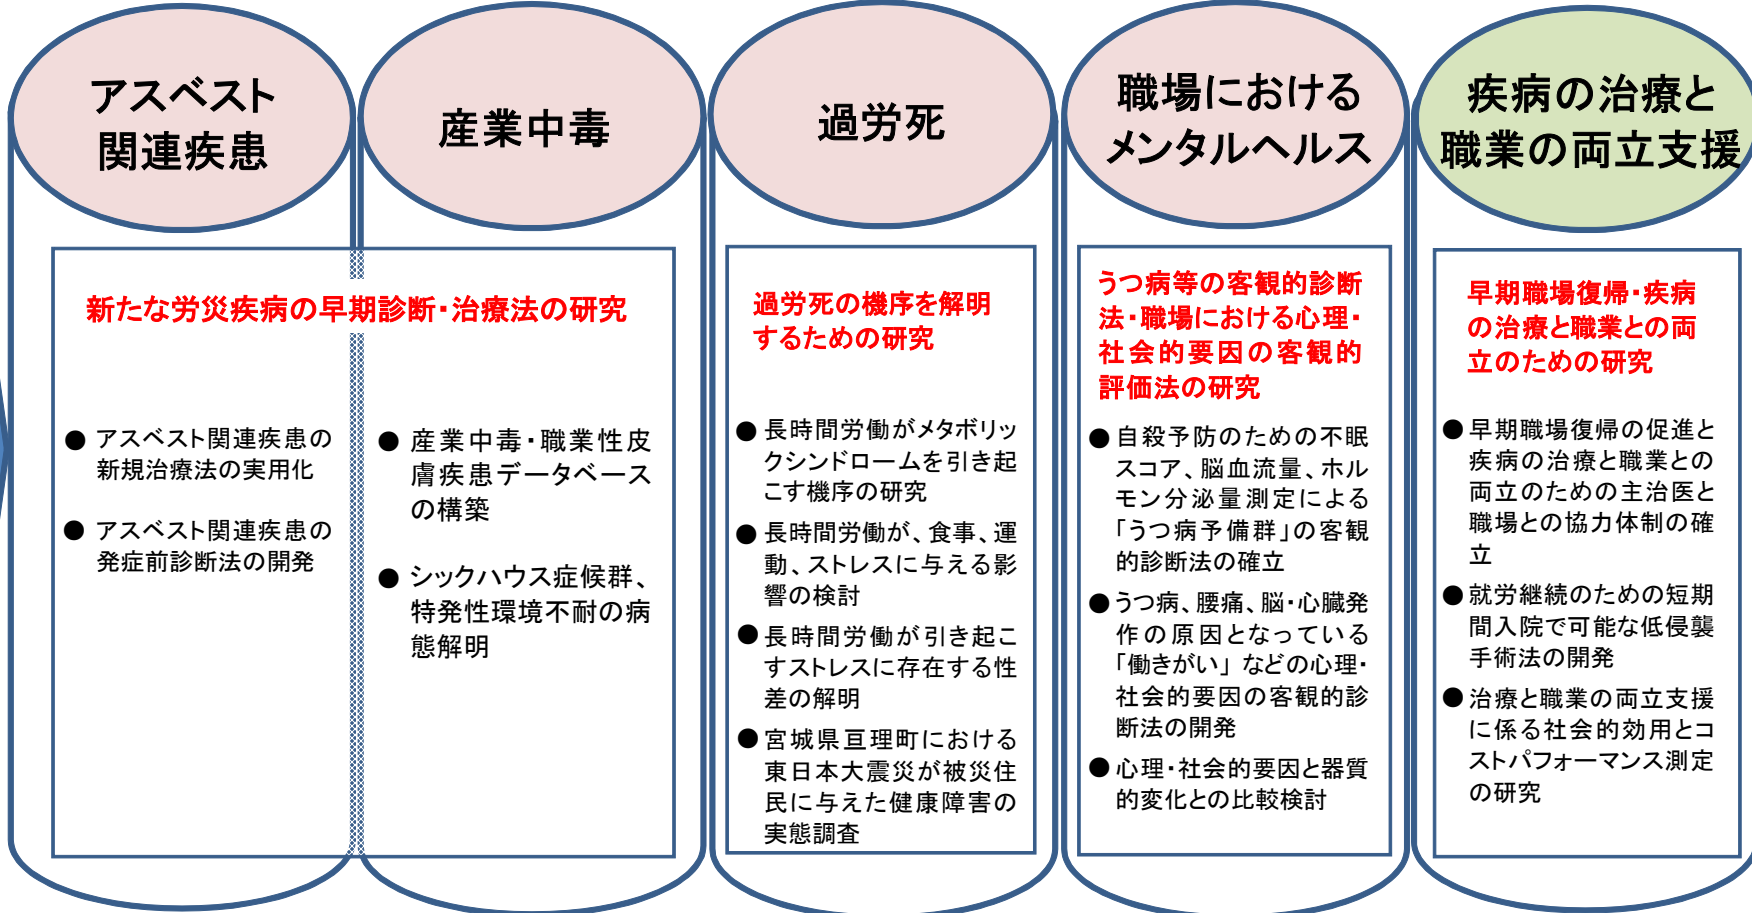 アスベスト
関連疾患
産業中毒
過労死
職場における
メンタルヘルス
疾病の治療と
職業の両立支援
新たな労災疾病の早期診断・治療法の研究
● アスベスト関連疾患の
新規治療法の実用化
● アスベスト関連疾患の
発症前診断法の開発
● 産業中毒・職業性皮
膚疾患データベース
の構築
● シックハウス症候群、
特発性環境不耐の病
態解明
過労死の機序を解明
するための研究
● 長時間労働がメタボリッ
クシンドロームを引き起
こす機序の研究
● 長時間労働が、食事、運
動、ストレスに与える影
響の検討
● 長時間労働が引き起こ
すストレスに存在する性
差の解明
● 宮城県亘理町における
東日本大震災が被災住
民に与えた健康障害の
実態調査
うつ病等の客観的診断
法・職場における心理・
社会的要因の客観的
評価法の研究
● 自殺予防のための不眠
スコア、脳血流量、ホル
モン分泌量測定による
「うつ病予備群」の客観
的診断法の確立
● うつ病、腰痛、脳・心臓発
作の原因となっている
「働きがい」などの心理・
社会的要因の客観的診
断法の開発
● 心理・社会的要因と器質
的変化との比較検討
早期職場復帰・疾病
の治療と職業との両
立のための研究
● 早期職場復帰の促進と
疾病の治療と職業との
両立のための主治医と
職場との協力体制の確
立
● 就労継続のための短期
間入院で可能な低侵襲
手術法の開発
● 治療と職業の両立支援
に係る社会的効用とコ
ストパフォーマンス測定
の研究